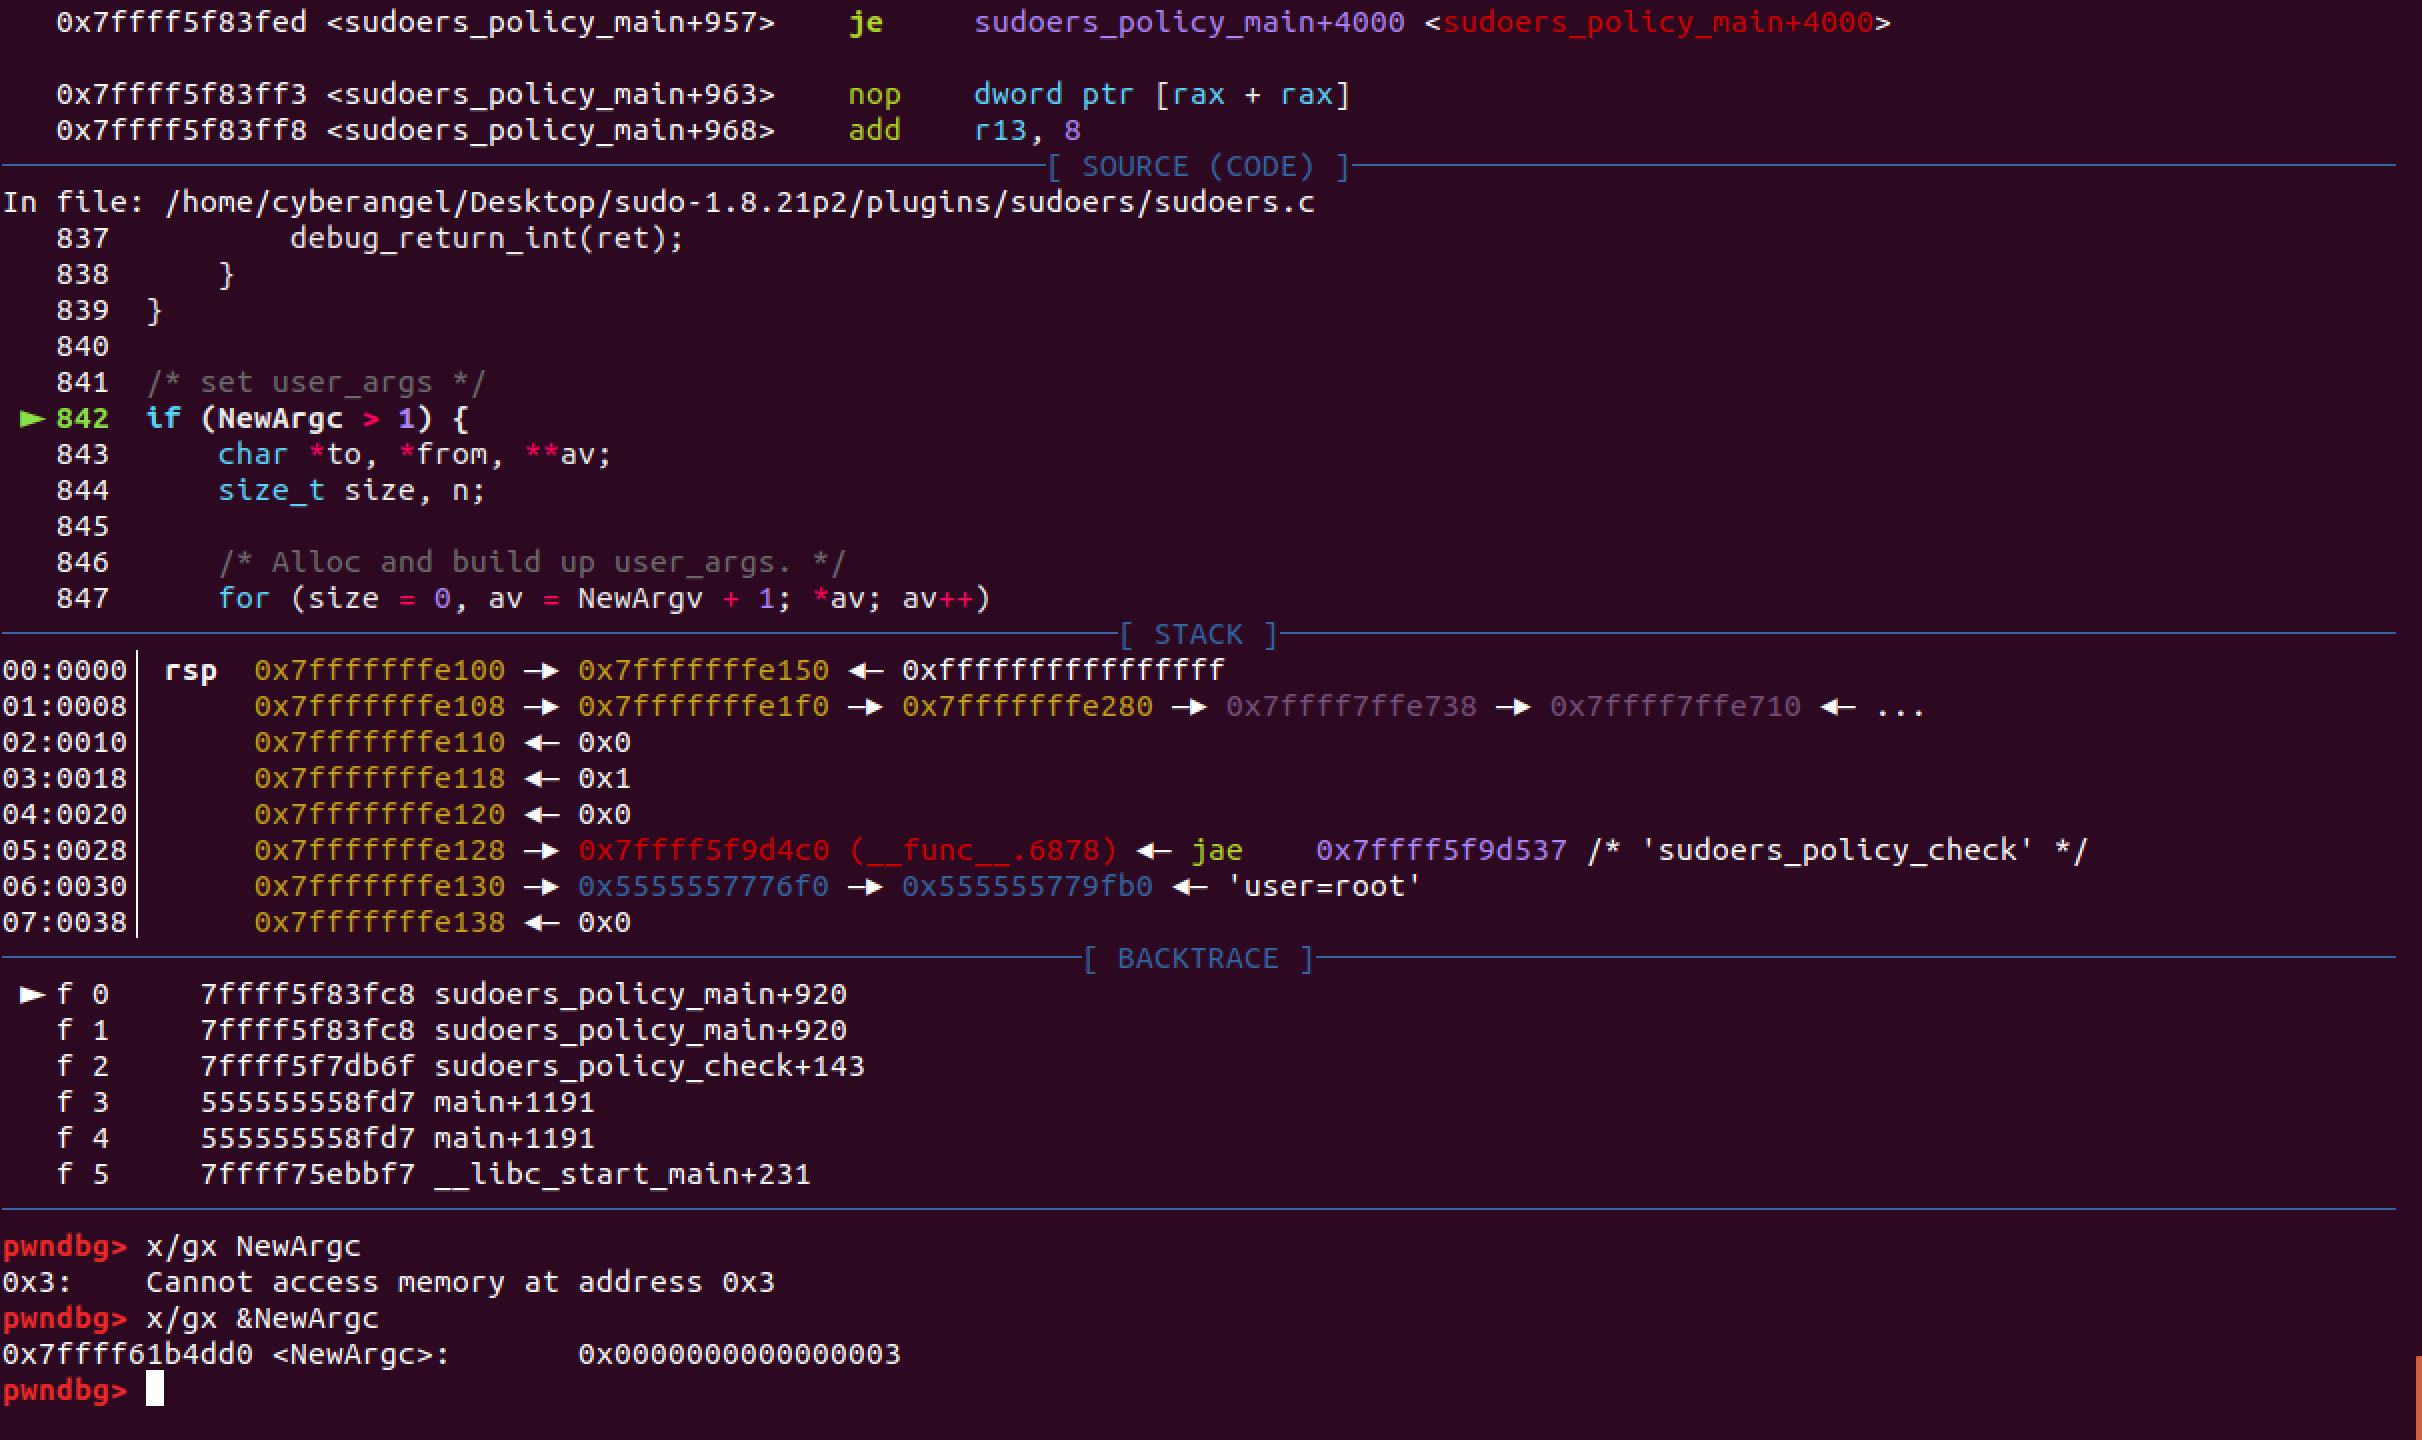 0x7ffff5f83fed <sudoers_policy_main+957>    je     sudoers_policy_main+4000 <sudoers_policy_main+4000>
0x7ffff5f83ff3 <sudoers_policy_main+963>    nop    dword ptr [rax + rax]
0x7ffff5f83ff8 <sudoers_policy_main+968>    add    r13, 8
[ SOURCE (CODE) ]
In file: /home/cyberangel/Desktop/sudo-1.8.21p2/plugins/sudoers/sudoers.c
   837          debug_return_int(ret);
   838      }
   839  }
   840
   841  /* set user_args */
 ► 842  if (NewArgc > 1) {
   843      char *to, *from, **av;
   844      size_t size, n;
   845
   846      /* Alloc and build up user_args. */
   847      for (size = 0, av = NewArgv + 1; *av; av++)
[ STACK ]
00:0000│ rsp  0x7fffffffe100 —▸ 0x7fffffffe150 ◂— 0xffffffffffffffff
01:0008│      0x7fffffffe108 —▸ 0x7fffffffe1f0 —▸ 0x7fffffffe280 —▸ 0x7ffff7ffe738 —▸ 0x7ffff7ffe710 ◂— ...
02:0010│      0x7fffffffe110 ◂— 0x0
03:0018│      0x7fffffffe118 ◂— 0x1
04:0020│      0x7fffffffe120 ◂— 0x0
05:0028│      0x7fffffffe128 —▸ 0x7ffff5f9d4c0 (__func__.6878) ◂— jae    0x7ffff5f9d537 /* 'sudoers_policy_check' */
06:0030│      0x7fffffffe130 —▸ 0x5555557776f0 —▸ 0x555555779fb0 ◂— 'user=root'
07:0038│      0x7fffffffe138 ◂— 0x0
[ BACKTRACE ]
 ► f 0     7ffff5f83fc8 sudoers_policy_main+920
   f 1     7ffff5f83fc8 sudoers_policy_main+920
   f 2     7ffff5f7db6f sudoers_policy_check+143
   f 3     555555558fd7 main+1191
   f 4     555555558fd7 main+1191
   f 5     7ffff75ebbf7 __libc_start_main+231
pwndbg> x/gx NewArgc
0x3:    Cannot access memory at address 0x3
pwndbg> x/gx &NewArgc
0x7ffff61b4dd0 <NewArgc>:       0x0000000000000003
pwndbg>